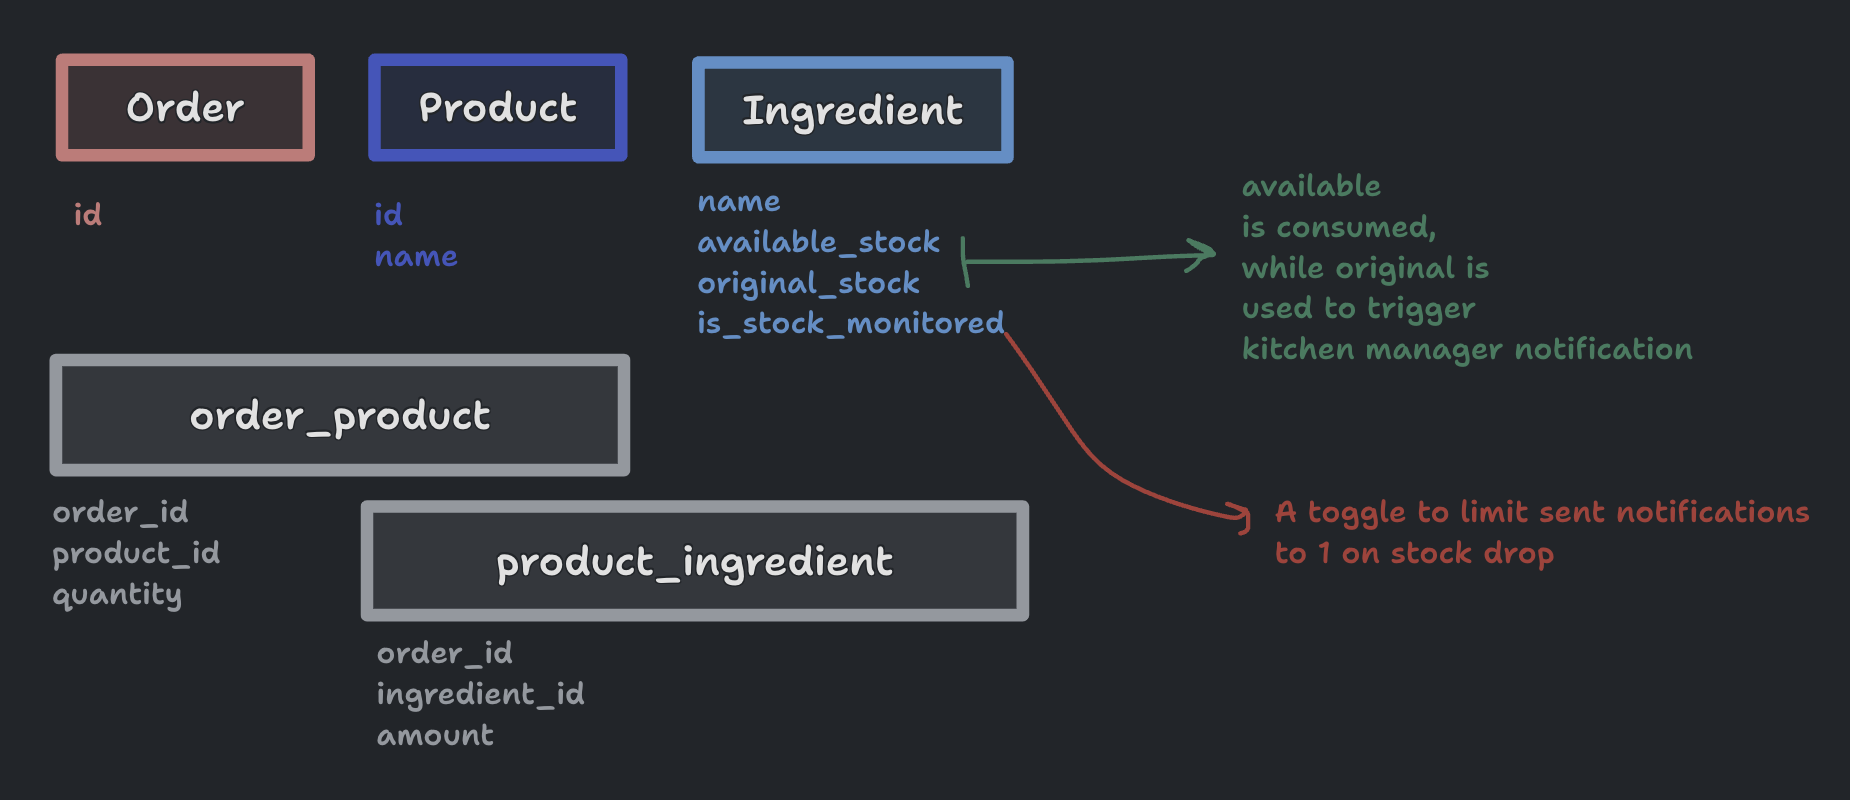 Order
Product
Ingredient
id
id
name
name
available_stock
original_stock
is_stock_monitored
available
is consumed,
while original is
used to trigger
kitchen manager notification
order_product
order_id
product_id
quantity
product_ingredient
order_id
ingredient_id
amount
A toggle to limit sent notifications
to 1 on stock drop